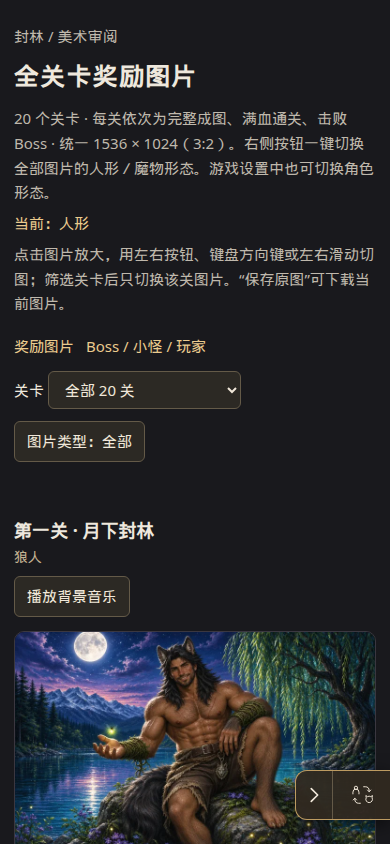 封林 / 美术审阅
全关卡奖励图片
20 个关卡 · 每关依次为完整成图、满血通关、击败
Boss · 统一 1536 × 1024（3:2）。右侧按钮一键切换
全部图片的人形 / 魔物形态。游戏设置中也可切换角色
形态。
当前：人形
点击图片放大，用左右按钮、键盘方向键或左右滑动切
图；筛选关卡后只切换该关图片。“保存原图”可下载当
前图片。
奖励图片 Boss / 小怪 / 玩家
关卡 全部 20 关
图片类型：全部
第一关 · 月下封林
狼人
播放背景音乐